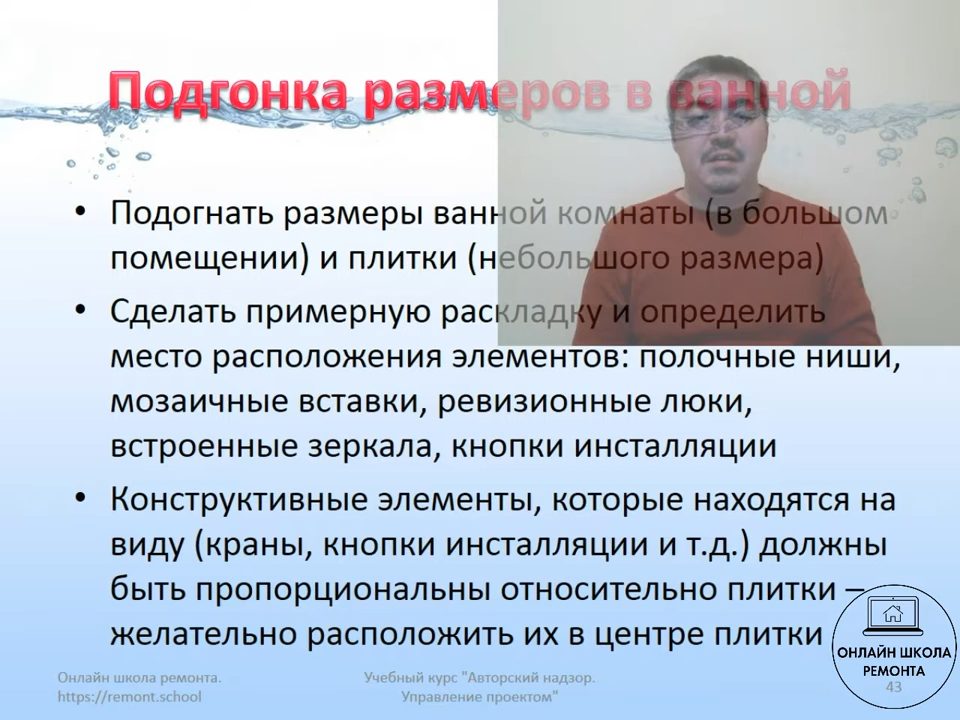 Подгонка размеров в ванной
• Подогнать размеры ванной комнаты (в большом
помещении) и плитки (небольшого размера)
• Сделать примерную раскладку и определить
место расположения элементов: полочные ниши,
мозаичные вставки, ревизионные люки,
встроенные зеркала, кнопки инсталляции
• Конструктивные элементы, которые находятся на
виду (краны, кнопки инсталляции и т.д.) должны
быть пропорциональны относительно плитки –
желательно расположить их в центре плитки
Онлайн школа ремонта.
https://remont.school
Учебный курс "Авторский надзор.
Управление проектом"
ОНЛАЙН ШКОЛА
РЕМОНТА
43